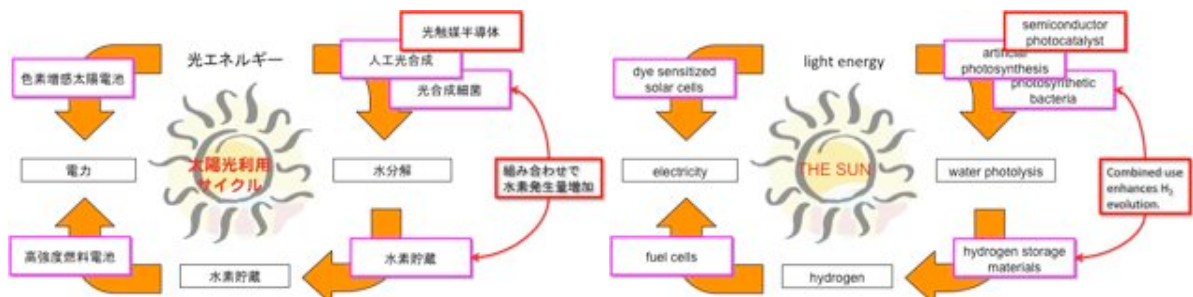 光触媒半導体
光エネルギー
人工光合成
色素増感太陽電池
光合成細菌
太陽光利用
サイクル
電力
水分解
組み合わせで
水素発生量増加
高強度燃料電池
水素貯蔵
水素貯蔵
semiconductor
photocatalyst
light energy
artificial
photosynthesis
dye sensitized
solar cells
photosynthetic
bacteria
THE SUN
electricity
water photolysis
Combined use
enhances H₂
evolution.
fuel cells
hydrogen storage
materials
hydrogen